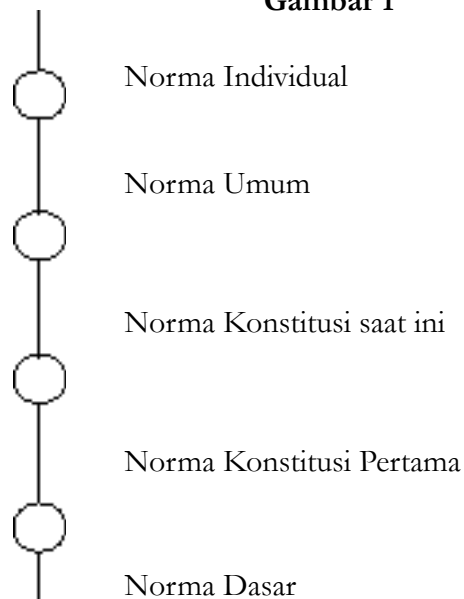 Gambar 1
Norma Individual
Norma Umum
Norma Konstitusi saat ini
Norma Konstitusi Pertama
Norma Dasar